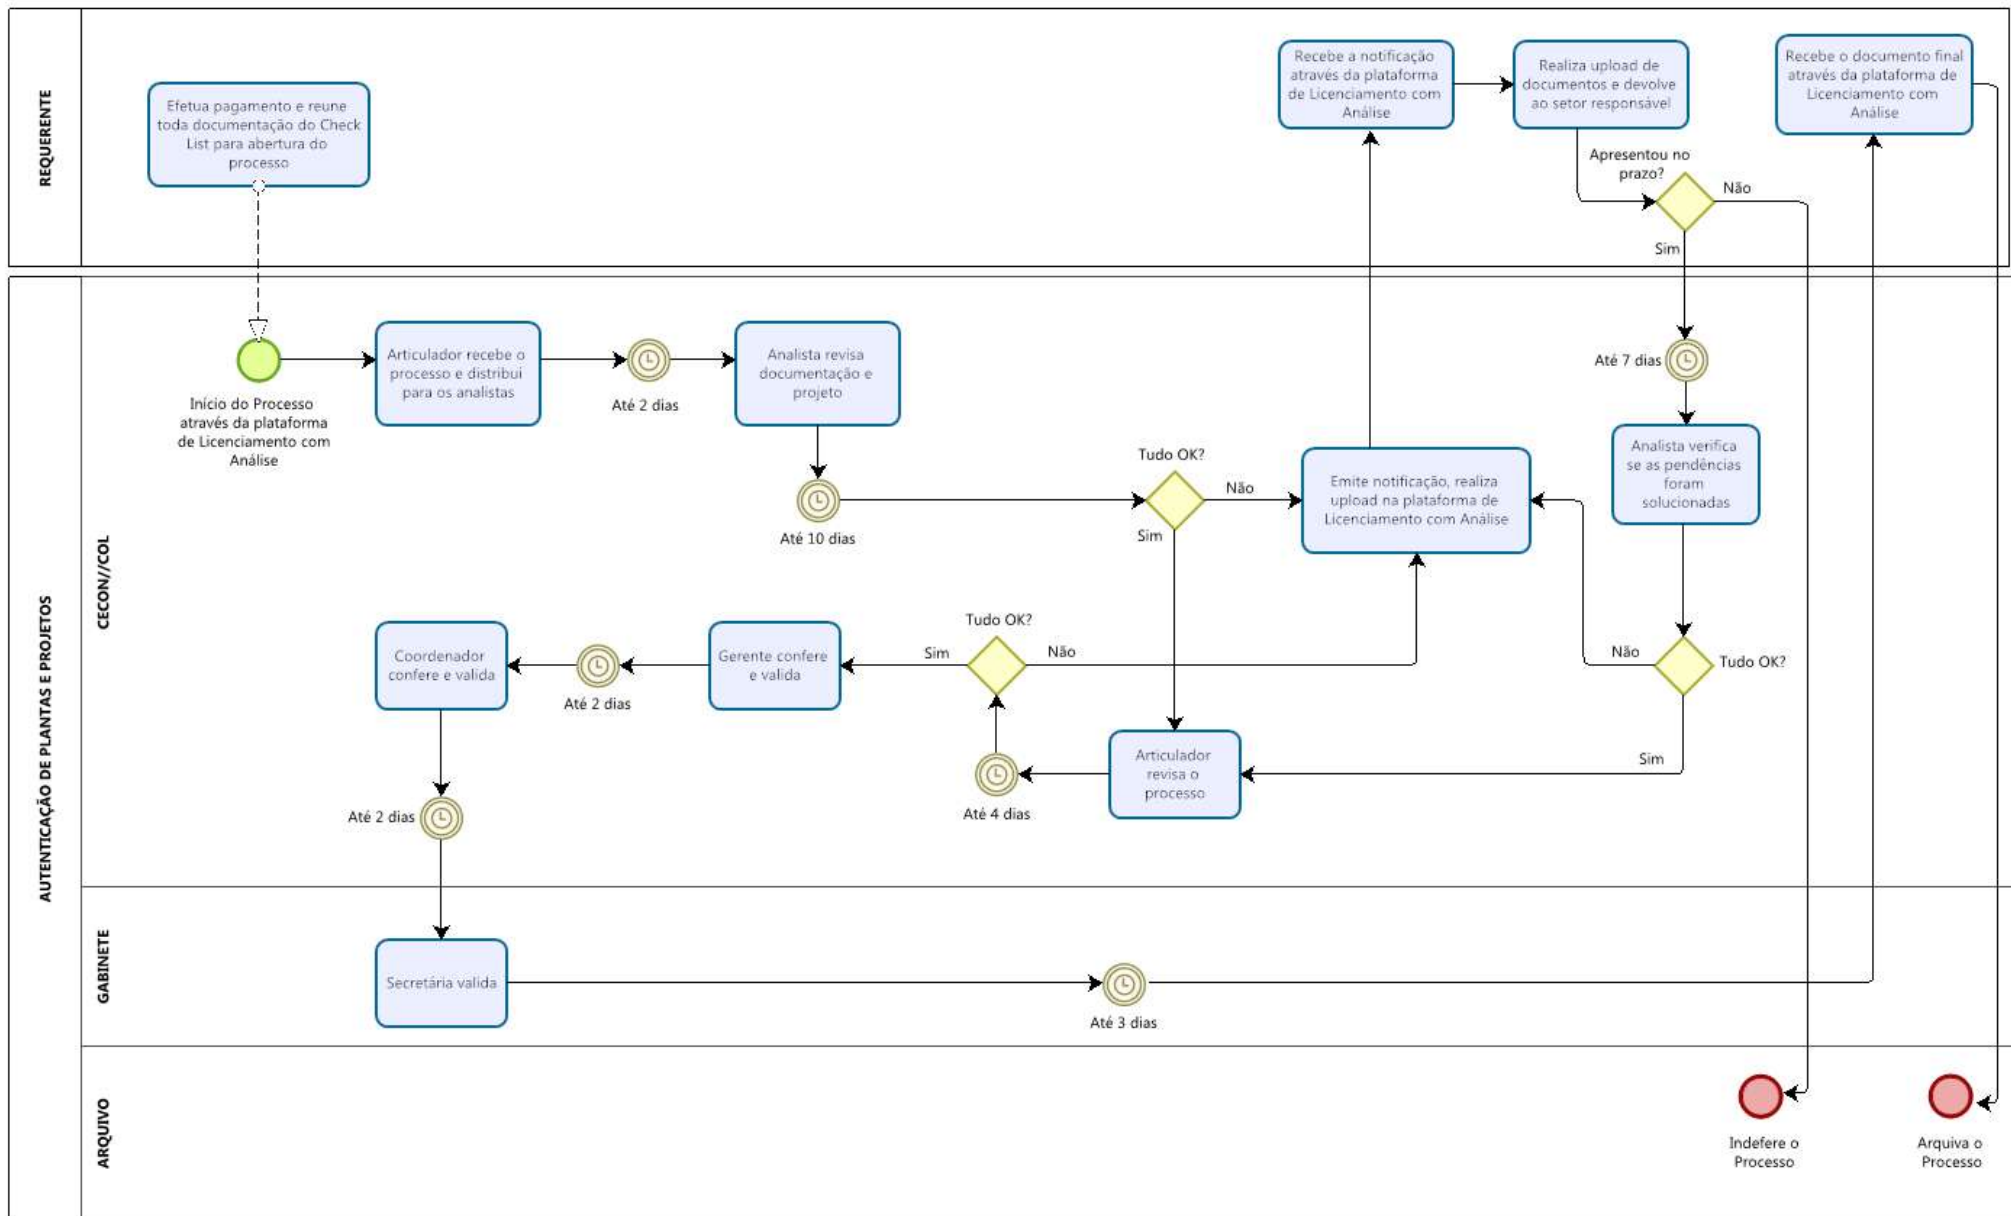 REQUERENTE
Efetua pagamento e reune
toda documentação do Check
List para abertura do
processo
Recebe a notificação
através da plataforma
de Licenciamento com
Análise
Realiza upload de
documentos e devolve
ao setor responsável
Recebe o documento final
através da plataforma de
Licenciamento com
Análise
Apresentou no
prazo?
Não
Sim
AUTENTICAÇÃO DE PLANTAS E PROJETOS
CECON//COL
Início do Processo
através da plataforma
de Licenciamento com
Análise
Articulador recebe o
processo e distribui
para os analistas
Até 2 dias
Analista revisa
documentação e
projeto
Até 10 dias
Tudo OK?
Não
Sim
Emite notificação, realiza
upload na plataforma de
Licenciamento com Análise
Até 7 dias
Analista verifica
se as pendências
foram
solucionadas
Não
Tudo OK?
Sim
Articulador
revisa o
processo
Até 4 dias
Tudo OK?
Não
Sim
Gerente confere
e valida
Até 2 dias
Coordenador
confere e valida
Até 2 dias
GABINETE
Secretária valida
Até 3 dias
ARQUIVO
Indefere o
Processo
Arquiva o
Processo